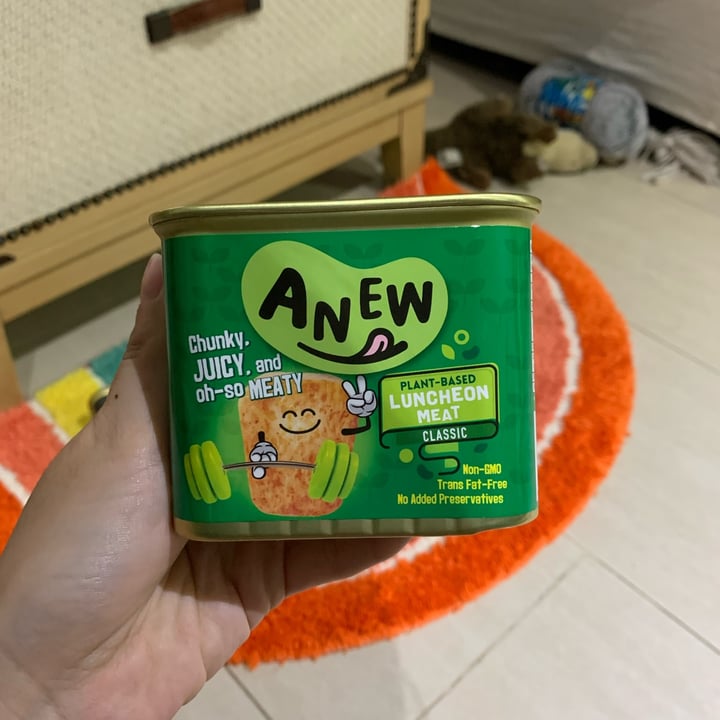 ANEW
Chunky,
JUICY, and
oh-so MEATY
PLANT-BASED
LUNCHEON
MEAT
CLASSIC
Non-GMO
Trans Fat-Free
No Added Preservatives